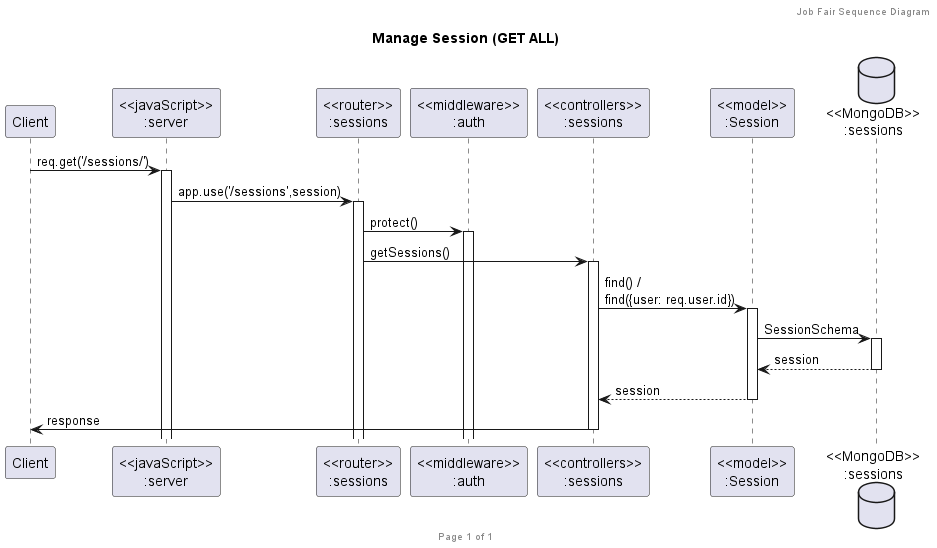 Job Fair Sequence Diagram
Manage Session (GET ALL)
Client
<<javaScript>>
:server
<<router>>
:sessions
<<middleware>>
:auth
<<controllers>>
:sessions
<<model>>
:Session
<<MongoDB>>
:sessions
req.get('/sessions/')
app.use('/sessions',session)
protect()
getSessions()
find() /
find({user: req.user.id})
SessionSchema
session
session
response
Client
<<javaScript>>
:server
<<router>>
:sessions
<<middleware>>
:auth
<<controllers>>
:sessions
<<model>>
:Session
<<MongoDB>>
:sessions
Page 1 of 1